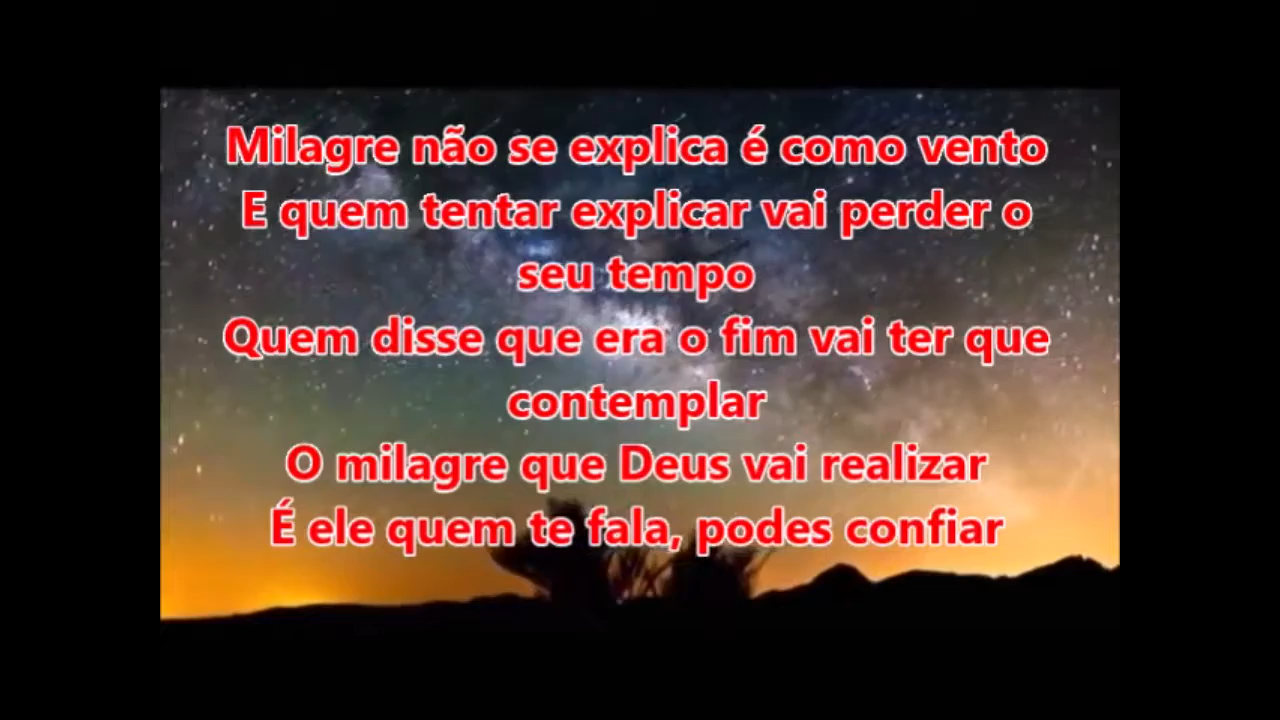 Milagre não se explica é como vento
E quem tentar explicar vai perder o
seu tempo
Quem disse que era o fim vai ter que
contemplar
O milagre que Deus vai realizar
É ele quem te fala, podes confiar